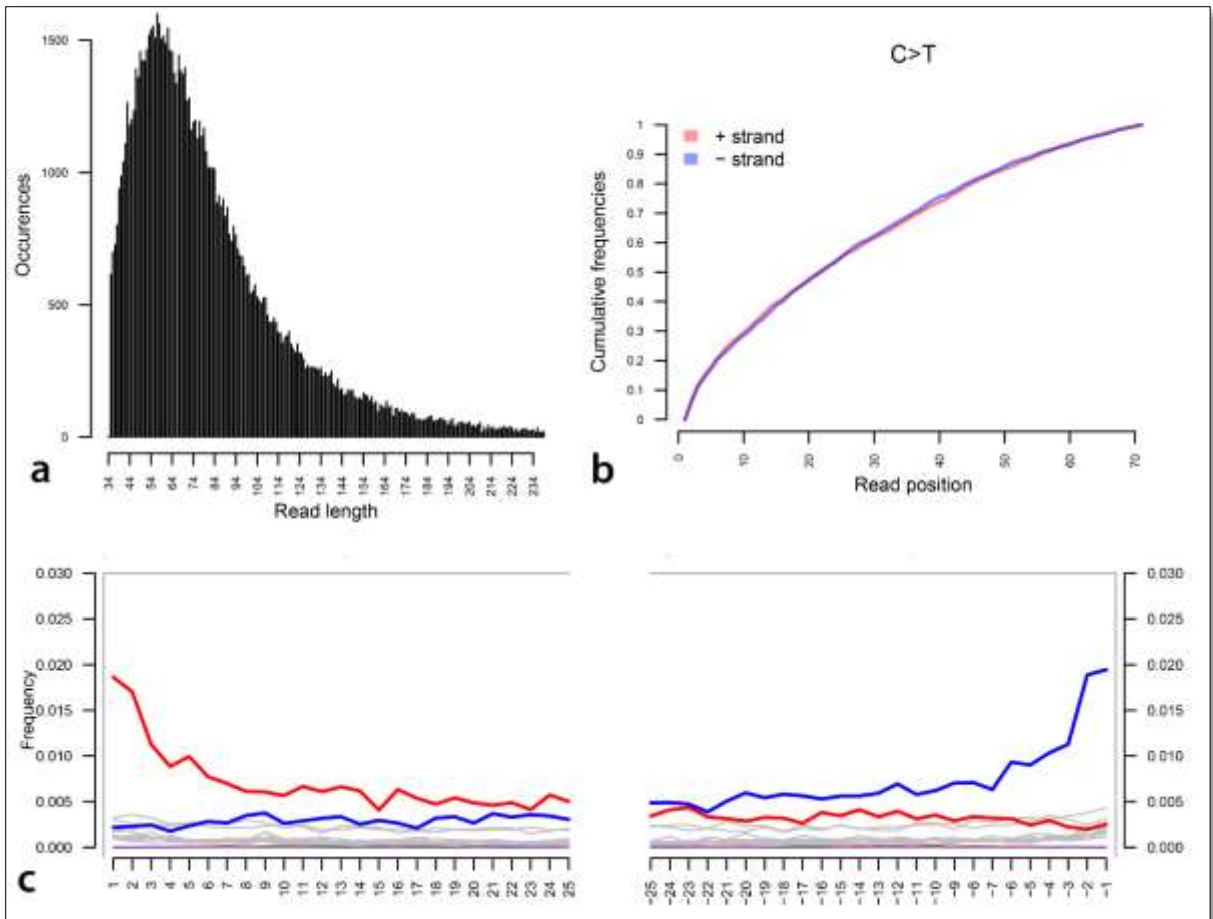 1500
1000
500
0
Occurences
34 44 54 64 74 84 94 104 114 124 134 144 154 164 174 184 194 204 214 224 234
Read length
a
C>T
+ strand
− strand
1
0.9
0.8
0.7
0.6
0.5
0.4
0.3
0.2
0.1
0
Cumulative frequencies
0 10 20 30 40 50 60 70
Read position
b
0.030
0.025
0.020
0.015
0.010
0.005
0.000
Frequency
1 2 3 4 5 6 7 8 9 10 11 12 13 14 15 16 17 18 19 20 21 22 23 24 25
c
−25 −24 −23 −22 −21 −20 −19 −18 −17 −16 −15 −14 −13 −12 −11 −10 −9 −8 −7 −6 −5 −4 −3 −2 −1
0.030
0.025
0.020
0.015
0.010
0.005
0.000